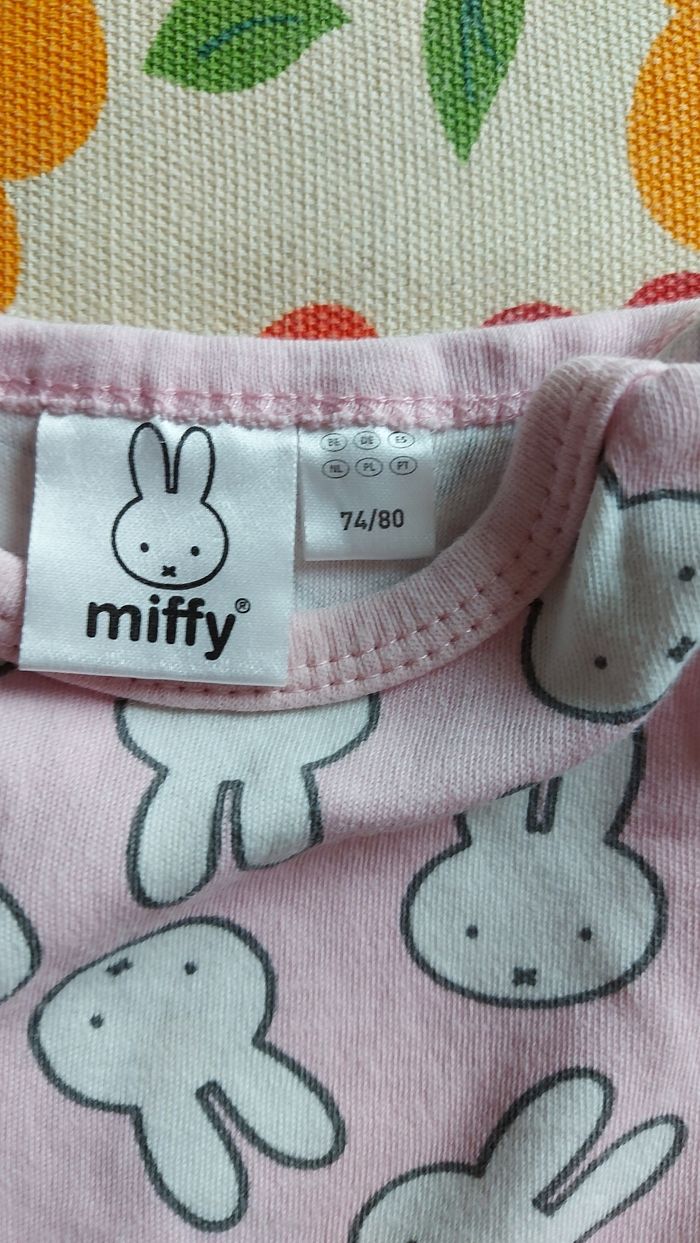 miffy®
BE DE ES
NL PL PT
74/80